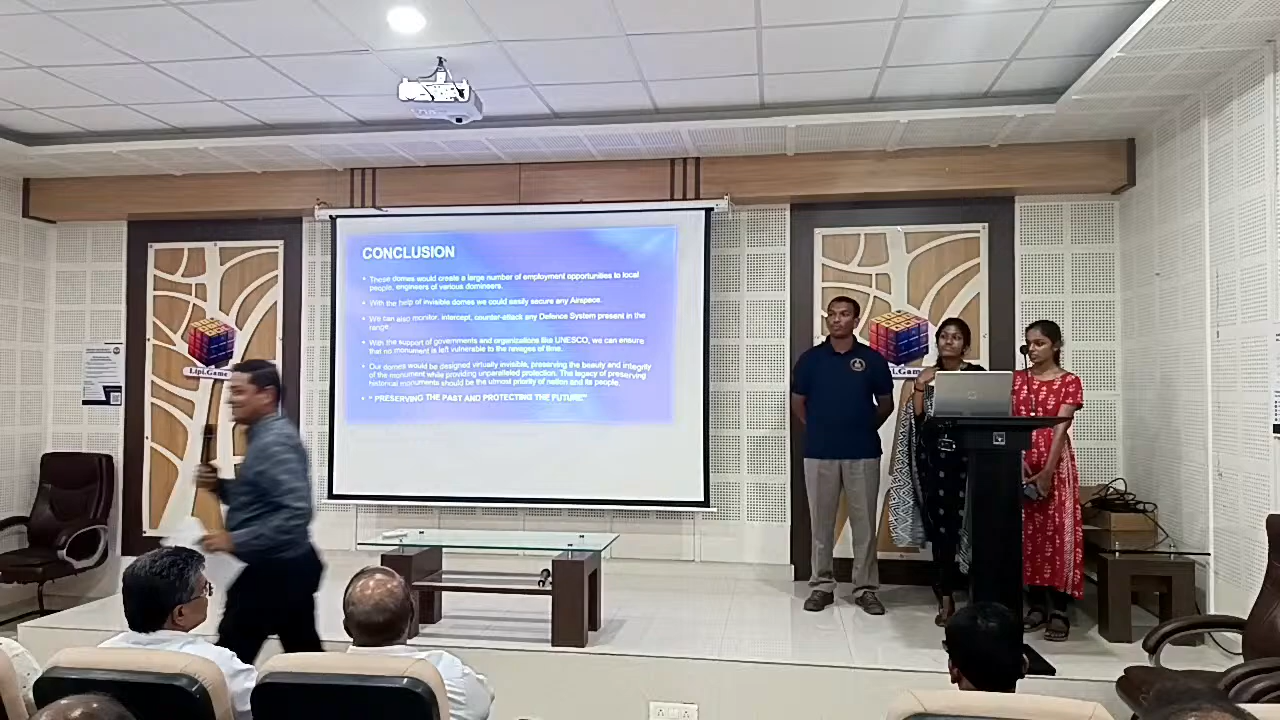 CONCLUSION
These domes would create a large number of employment opportunities to local
people, engineers of various domineers.
With the help of invisible domes we could easily secure any Airspace.
We can also monitor, intercept, counter-attack any Defence System present in the
range.
With the support of governments and organizations like UNESCO, we can ensure
that no monument is left vulnerable to the ravages of time.
Our domes would be designed virtually invisible, preserving the beauty and integrity
of the monument while providing unparalleled protection. The legacy of preserving
historical monuments should be the utmost priority of nation and its people.
" PRESERVING THE PAST AND PROTECTING THE FUTURE"
Lipi.Game
Lipi.Game